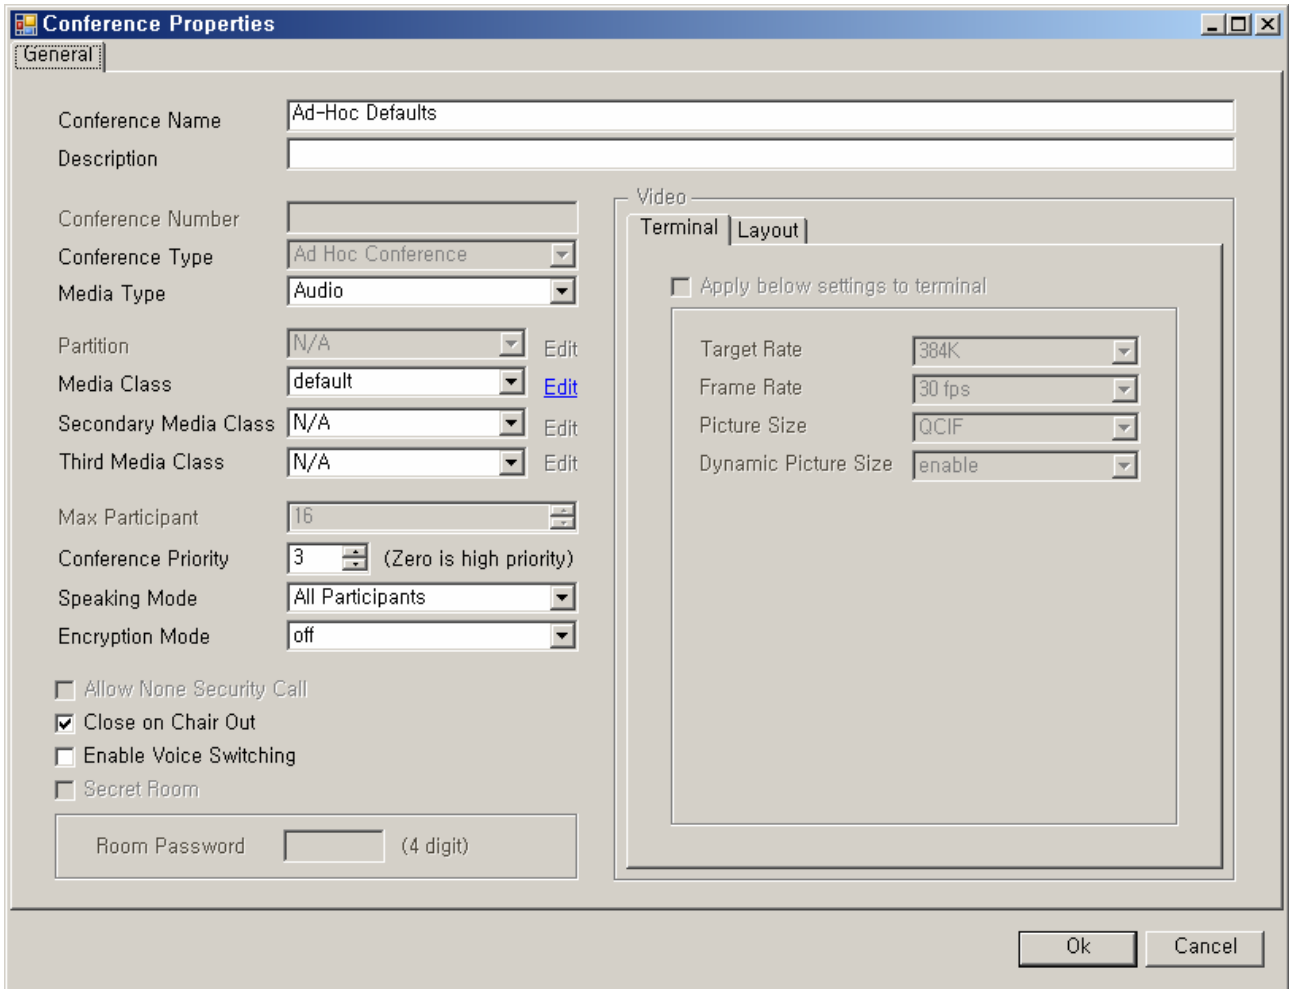 Conference Properties
General
Conference Name Ad-Hoc Defaults
Description
Conference Number
Conference Type Ad Hoc Conference
Media Type Audio
Partition N/A Edit
Media Class default Edit
Secondary Media Class N/A Edit
Third Media Class N/A Edit
Max Participant 16
Conference Priority 3 (Zero is high priority)
Speaking Mode All Participants
Encryption Mode off
Allow None Security Call
Close on Chair Out
Enable Voice Switching
Secret Room
Room Password (4 digit)
Video
Terminal Layout
Apply below settings to terminal
Target Rate 384K
Frame Rate 30 fps
Picture Size QCIF
Dynamic Picture Size enable
Ok Cancel